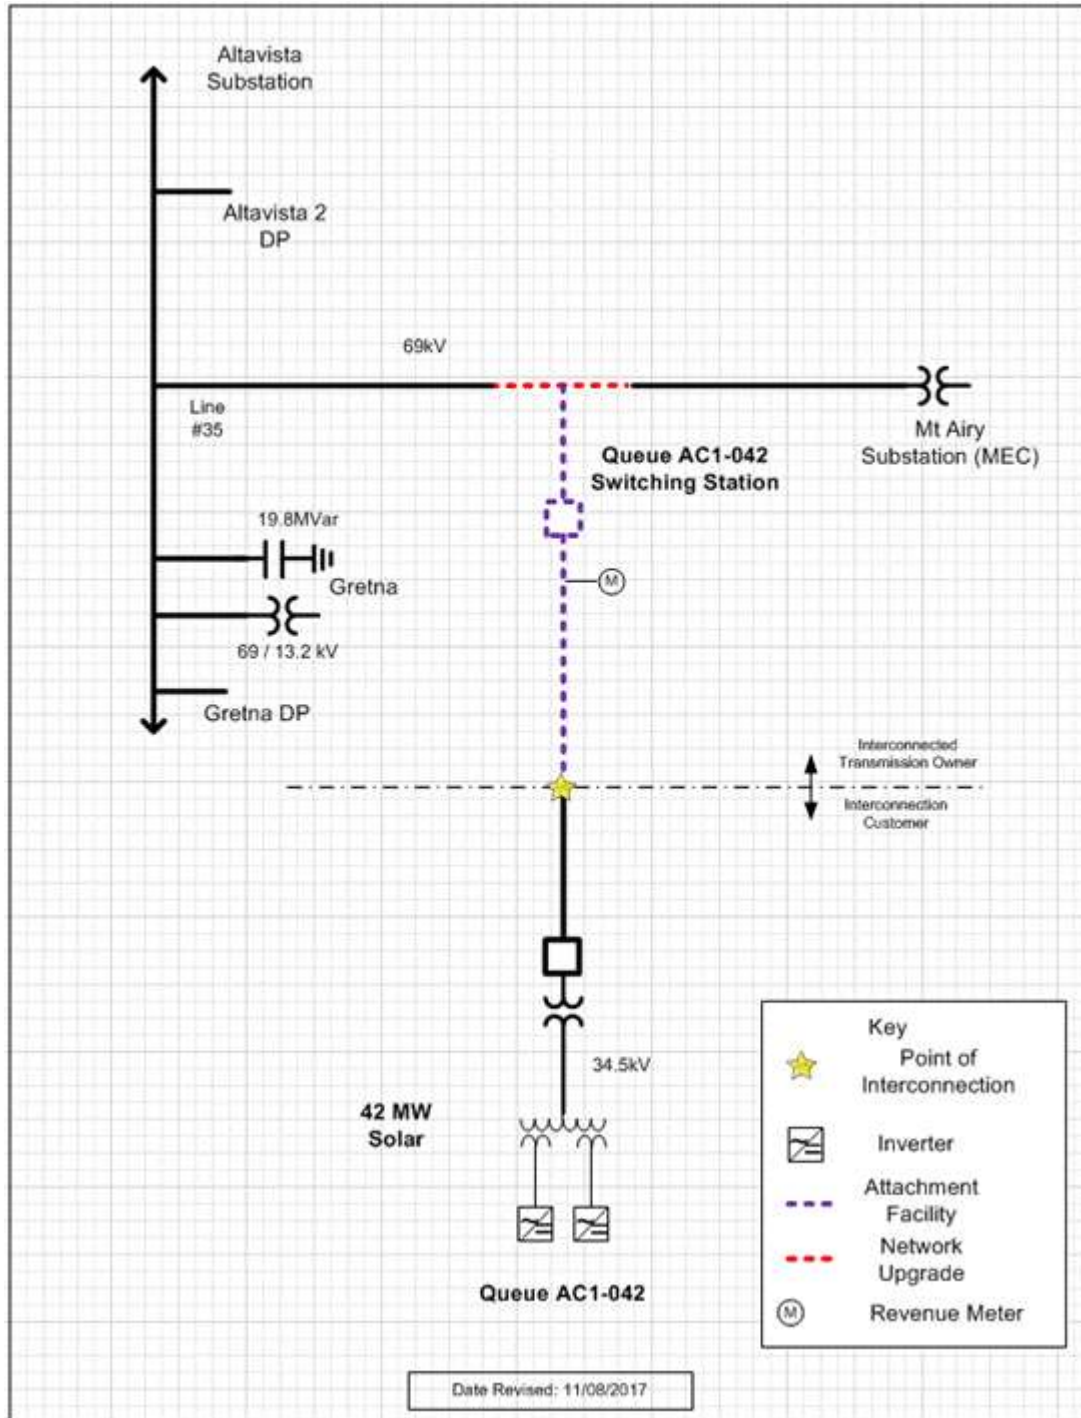 Altavista
Substation
Altavista 2
DP
69kV
Line
#35
Mt Airy
Substation (MEC)
Queue AC1-042
Switching Station
19.8MVar
M
Gretna
69 / 13.2 kV
Gretna DP
Interconnected
Transmission Owner
Interconnection
Customer
34.5kV
42 MW
Solar
Queue AC1-042
Key
Point of
Interconnection
Inverter
Attachment
Facility
Network
Upgrade
M Revenue Meter
Date Revised: 11/08/2017